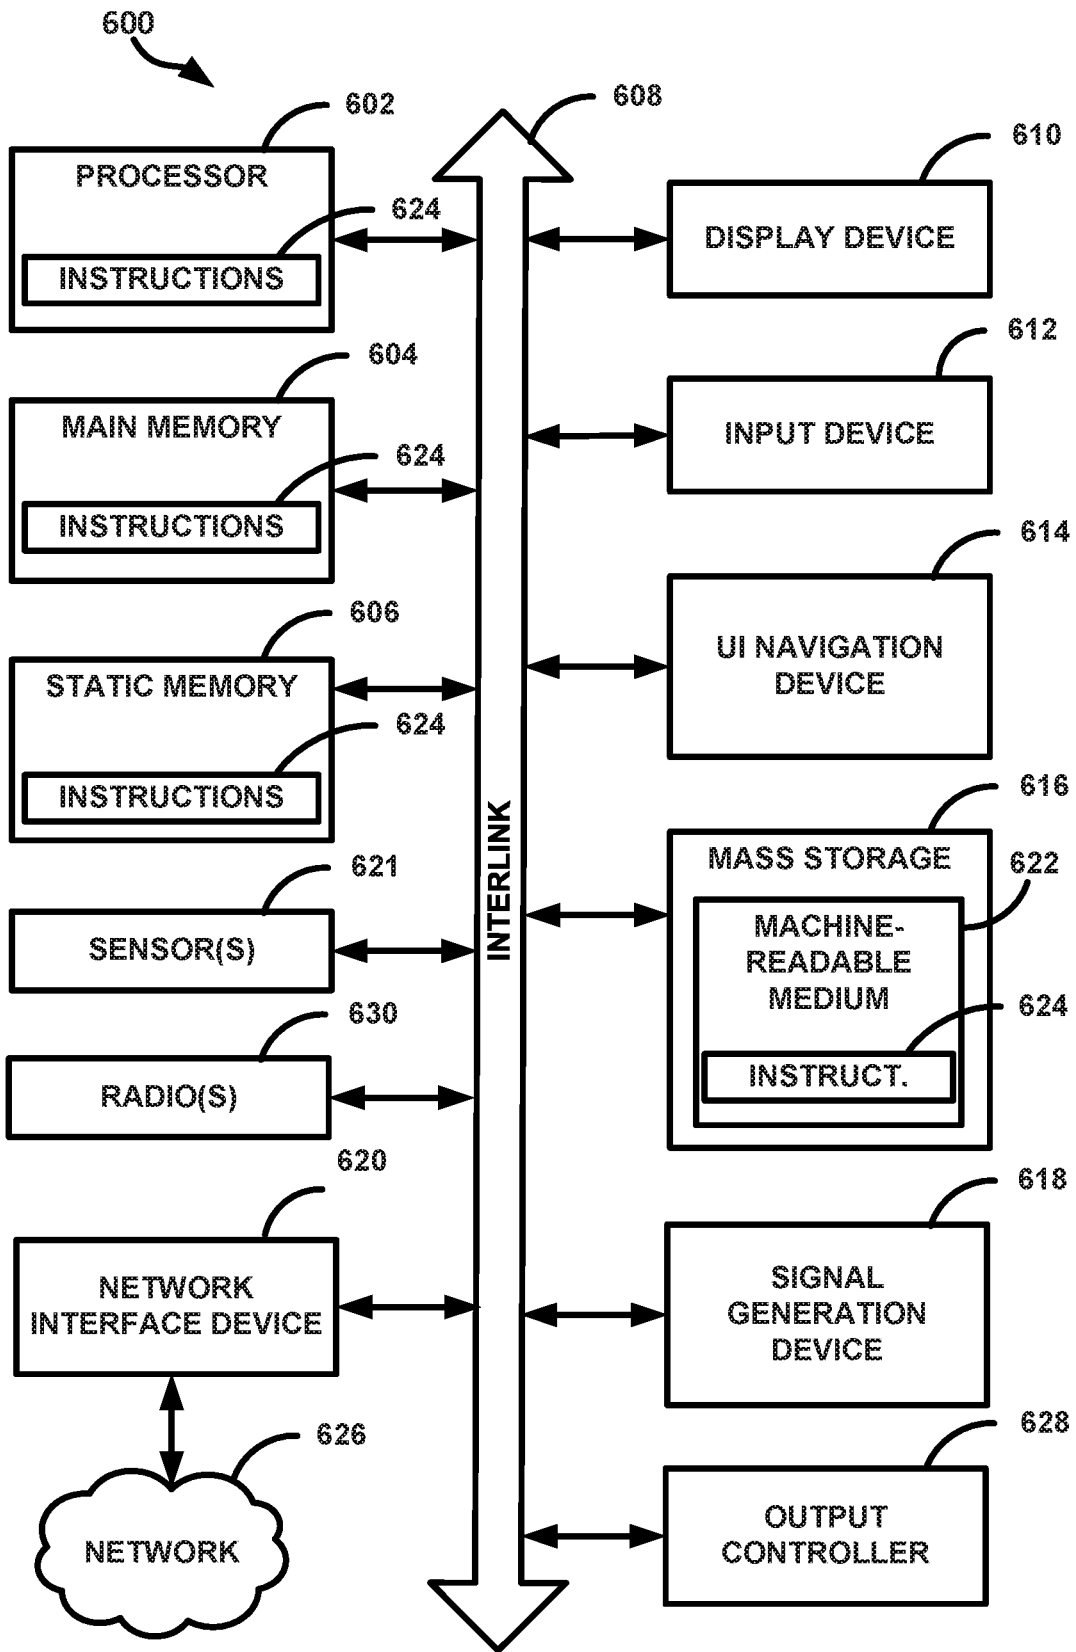 600
602
PROCESSOR
624
INSTRUCTIONS
604
MAIN MEMORY
624
INSTRUCTIONS
606
STATIC MEMORY
624
INSTRUCTIONS
621
SENSOR(S)
630
RADIO(S)
620
NETWORK
INTERFACE DEVICE
626
NETWORK
608
INTERLINK
610
DISPLAY DEVICE
612
INPUT DEVICE
614
UI NAVIGATION
DEVICE
616
MASS STORAGE
622
MACHINE-
READABLE
MEDIUM
624
INSTRUCT.
618
SIGNAL
GENERATION
DEVICE
628
OUTPUT
CONTROLLER